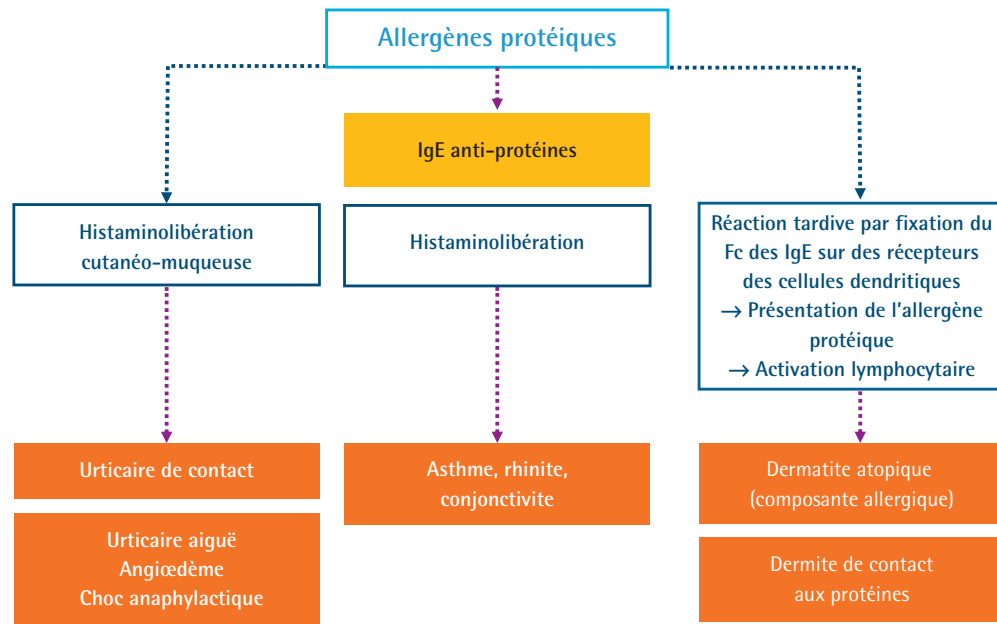 Allergènes protéiques
IgE anti-protéines
Histaminolibération
cutanéo-muqueuse
Histaminolibération
Réaction tardive par fixation du
Fc des IgE sur des récepteurs
des cellules dendritiques
→ Présentation de l'allergène
protéique
→ Activation lymphocytaire
Urticaire de contact
Asthme, rhinite,
conjonctivite
Dermatite atopique
(composante allergique)
Urticaire aiguë
Angiœdème
Choc anaphylactique
Dermite de contact
aux protéines